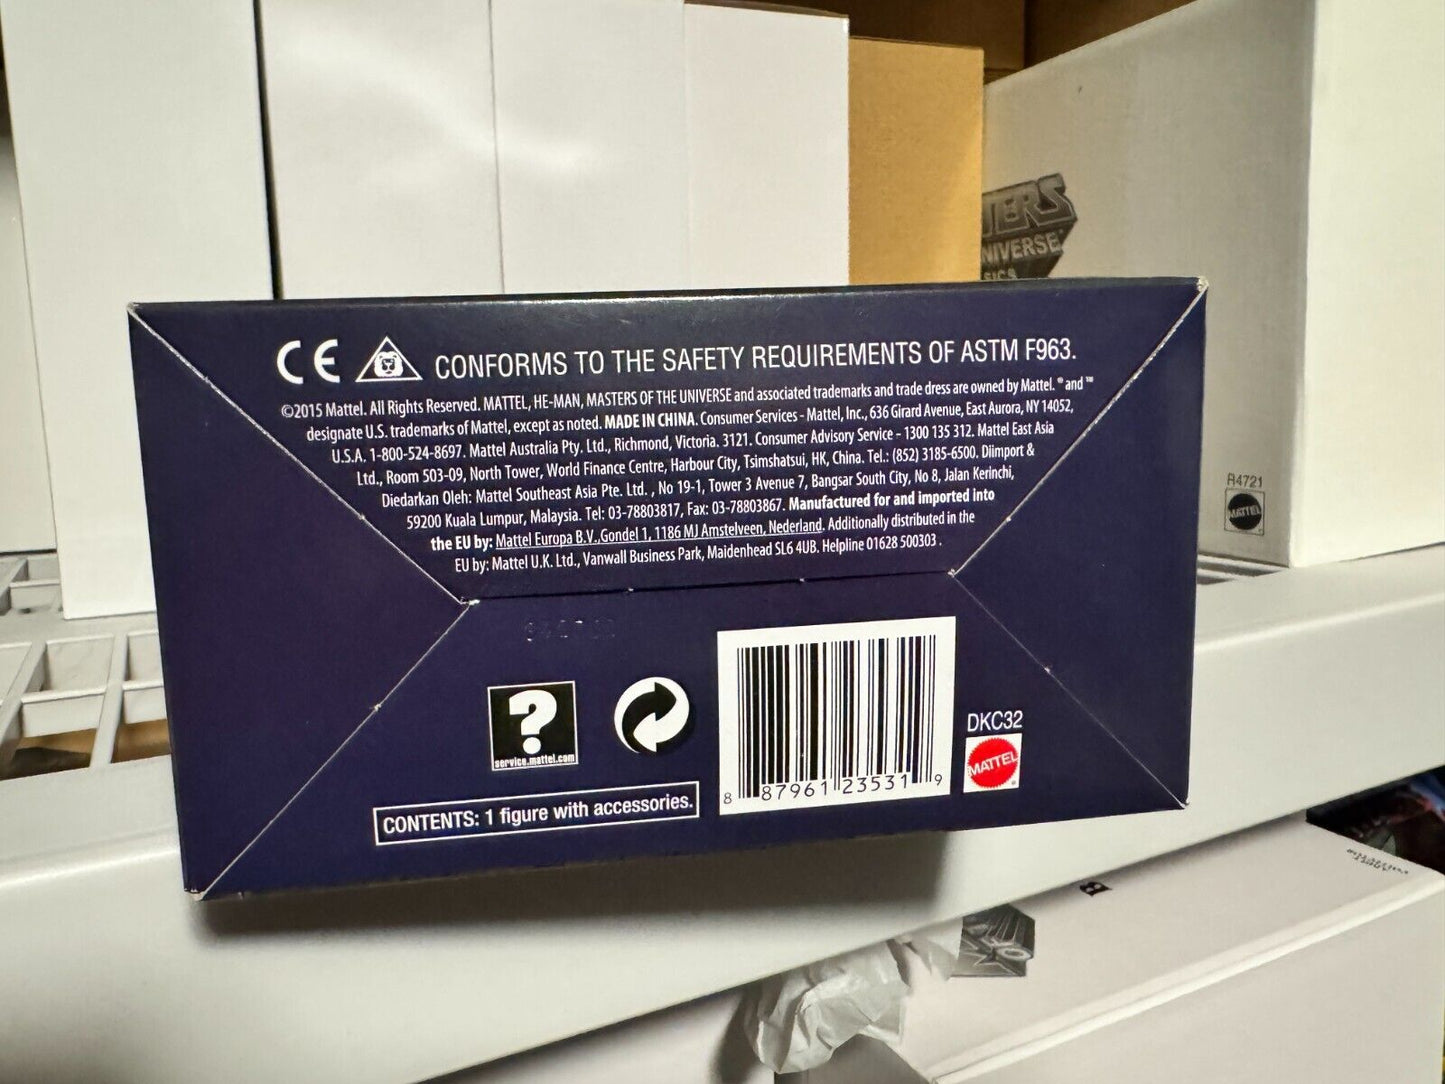 TERS
NIVERSE
SICS
R4721
MATTEL
CE CONFORMS TO THE SAFETY REQUIREMENTS OF ASTM F963.
©2015 Mattel. All Rights Reserved. MATTEL, HE-MAN, MASTERS OF THE UNIVERSE and associated trademarks and trade dress are owned by Mattel. ® and ™
designate U.S. trademarks of Mattel, except as noted. MADE IN CHINA. Consumer Services - Mattel, Inc., 636 Girard Avenue, East Aurora, NY 14052,
U.S.A. 1-800-524-8697. Mattel Australia Pty. Ltd., Richmond, Victoria. 3121. Consumer Advisory Service - 1300 135 312. Mattel East Asia
Ltd., Room 503-09, North Tower, World Finance Centre, Harbour City, Tsimshatsui, HK, China. Tel.: (852) 3185-6500. Diimport &
Diedarkan Oleh: Mattel Southeast Asia Pte. Ltd. , No 19-1, Tower 3 Avenue 7, Bangsar South City, No 8, Jalan Kerinchi,
59200 Kuala Lumpur, Malaysia. Tel: 03-78803817, Fax: 03-78803867. Manufactured for and imported into
the EU by: Mattel Europa B.V.,Gondel 1, 1186 MJ Amstelveen, Nederland. Additionally distributed in the
EU by: Mattel U.K. Ltd., Vanwall Business Park, Maidenhead SL6 4UB. Helpline 01628 500303 .
?
service.mattel.com
8 87961 23531 9
DKC32
MATTEL
CONTENTS: 1 figure with accessories.